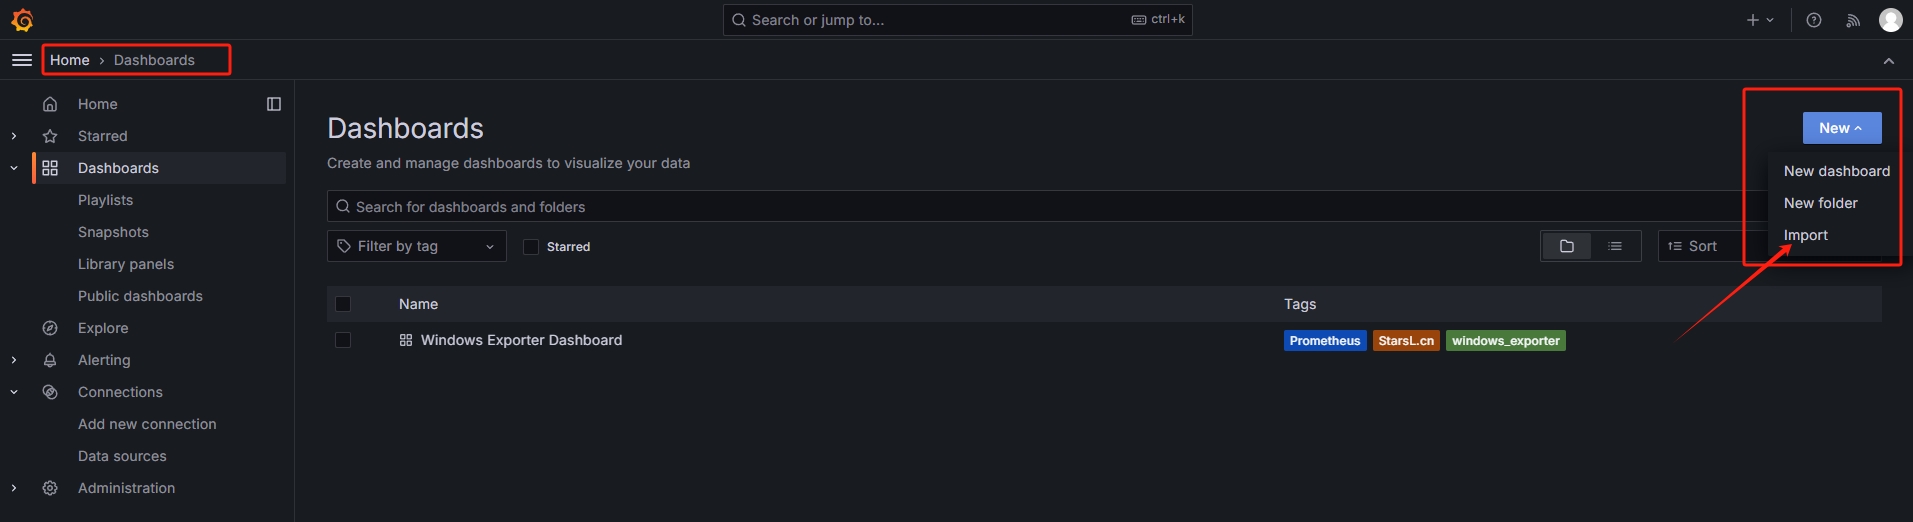 Search or jump to...
ctrl+k
Home › Dashboards
Home
Starred
Dashboards
Playlists
Snapshots
Library panels
Public dashboards
Explore
Alerting
Connections
Add new connection
Data sources
Administration
Dashboards
Create and manage dashboards to visualize your data
New
New dashboard
New folder
Import
Search for dashboards and folders
Filter by tag
Starred
Sort
Name
Tags
Windows Exporter Dashboard
Prometheus
StarsL.cn
windows_exporter